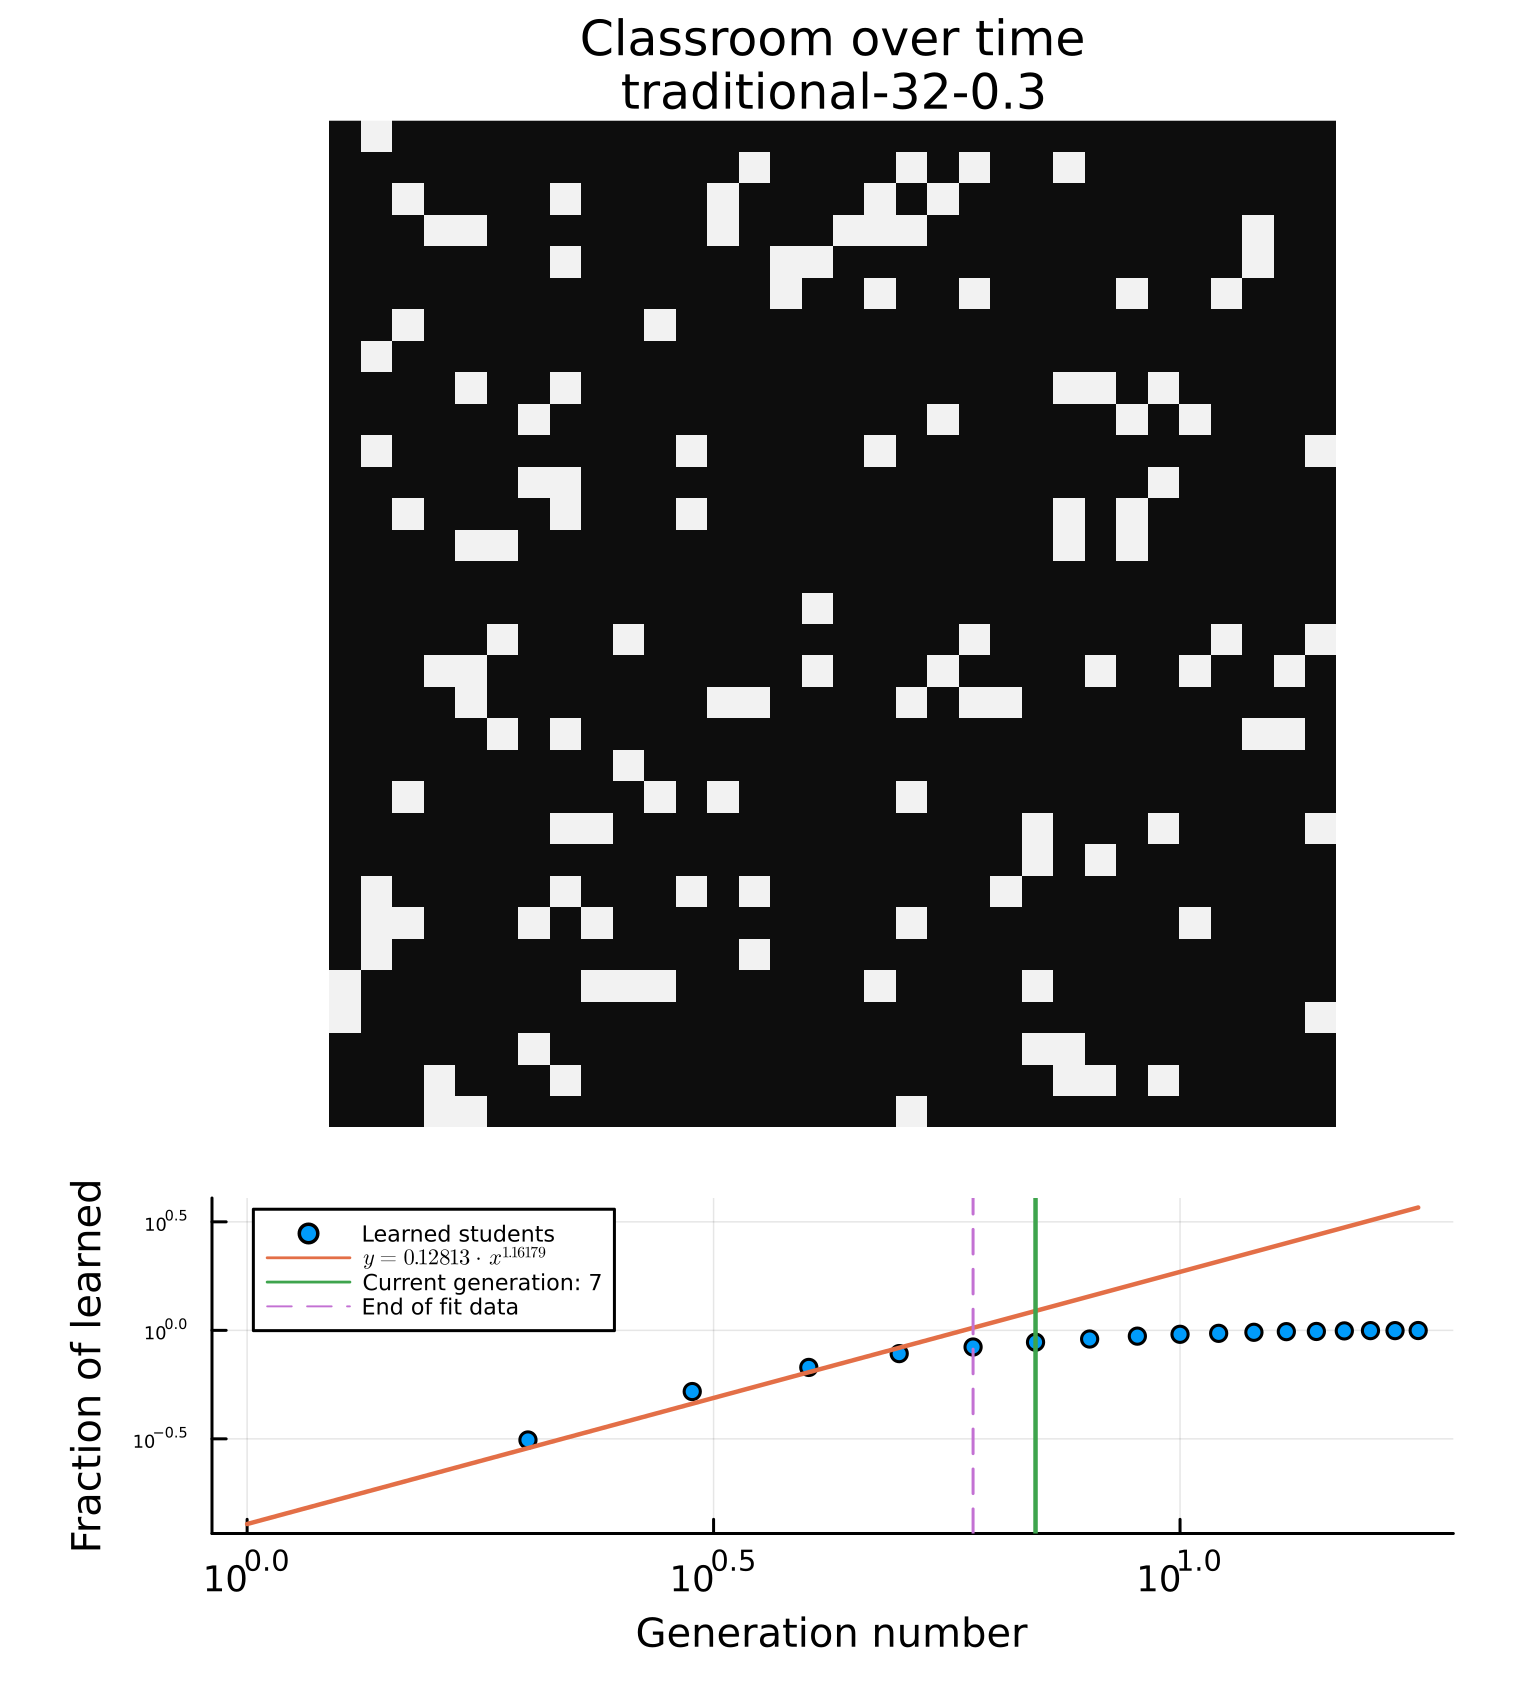 Classroom over time
traditional-32-0.3
Fraction of learned
10^0.5
10^0.0
10^−0.5
Learned students
y = 0.12813 · x^1.16179
Current generation: 7
End of fit data
10^0.0 10^0.5 10^1.0
Generation number